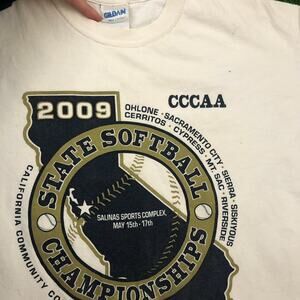 GILDAN
2009
CCCAA
OHLONE · SACRAMENTO CITY · SIERRA · SISKIYOUS
CERRITOS · CYPRESS · MT. SAC · RIVERSIDE
STATE SOFTBALL
SALINAS SPORTS COMPLEX,
MAY 15th - 17th
CHAMPIONSHIPS
CALIFORNIA COMMUNITY CO